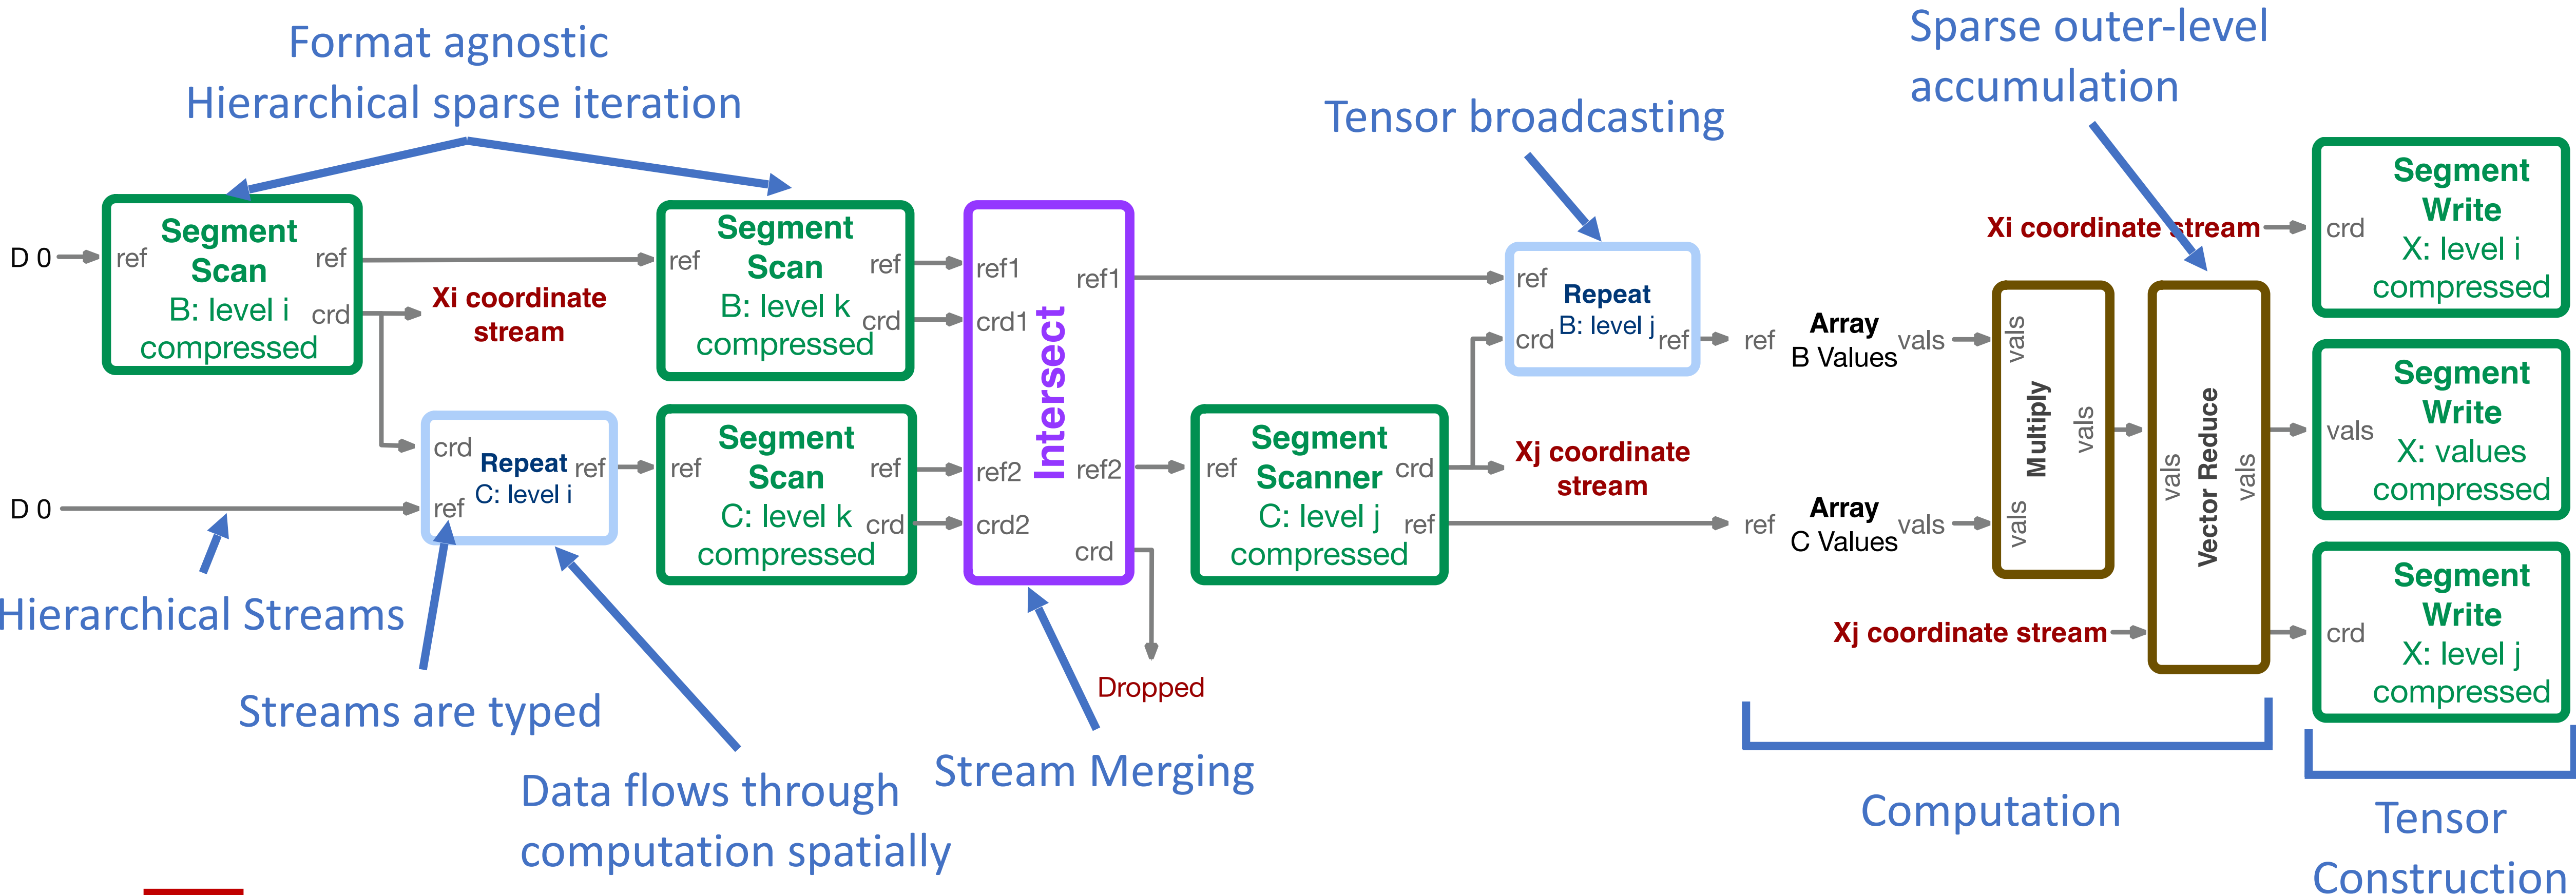 Format agnostic
Hierarchical sparse iteration
Tensor broadcasting
Sparse outer-level
accumulation
D 0
ref
Segment
Scan
B: level i
compressed
ref
crd
Xi coordinate
stream
D 0
crd
ref
Repeat
C: level i
ref
ref
Segment
Scan
B: level k
compressed
ref
crd
ref
Segment
Scan
C: level k
compressed
ref
crd
ref1
crd1
ref2
crd2
Intersect
ref1
ref2
crd
Dropped
ref
Segment
Scanner
C: level j
compressed
crd
ref
Xj coordinate
stream
ref
crd
Repeat
B: level j
ref
ref
Array
B Values
vals
ref
Array
C Values
vals
vals
vals
Multiply
vals
Xj coordinate stream
vals
Vector Reduce
vals
Xi coordinate stream
crd
Segment
Write
X: level i
compressed
vals
Segment
Write
X: values
compressed
crd
Segment
Write
X: level j
compressed
Hierarchical Streams
Streams are typed
Data flows through
computation spatially
Stream Merging
Computation
Tensor
Construction